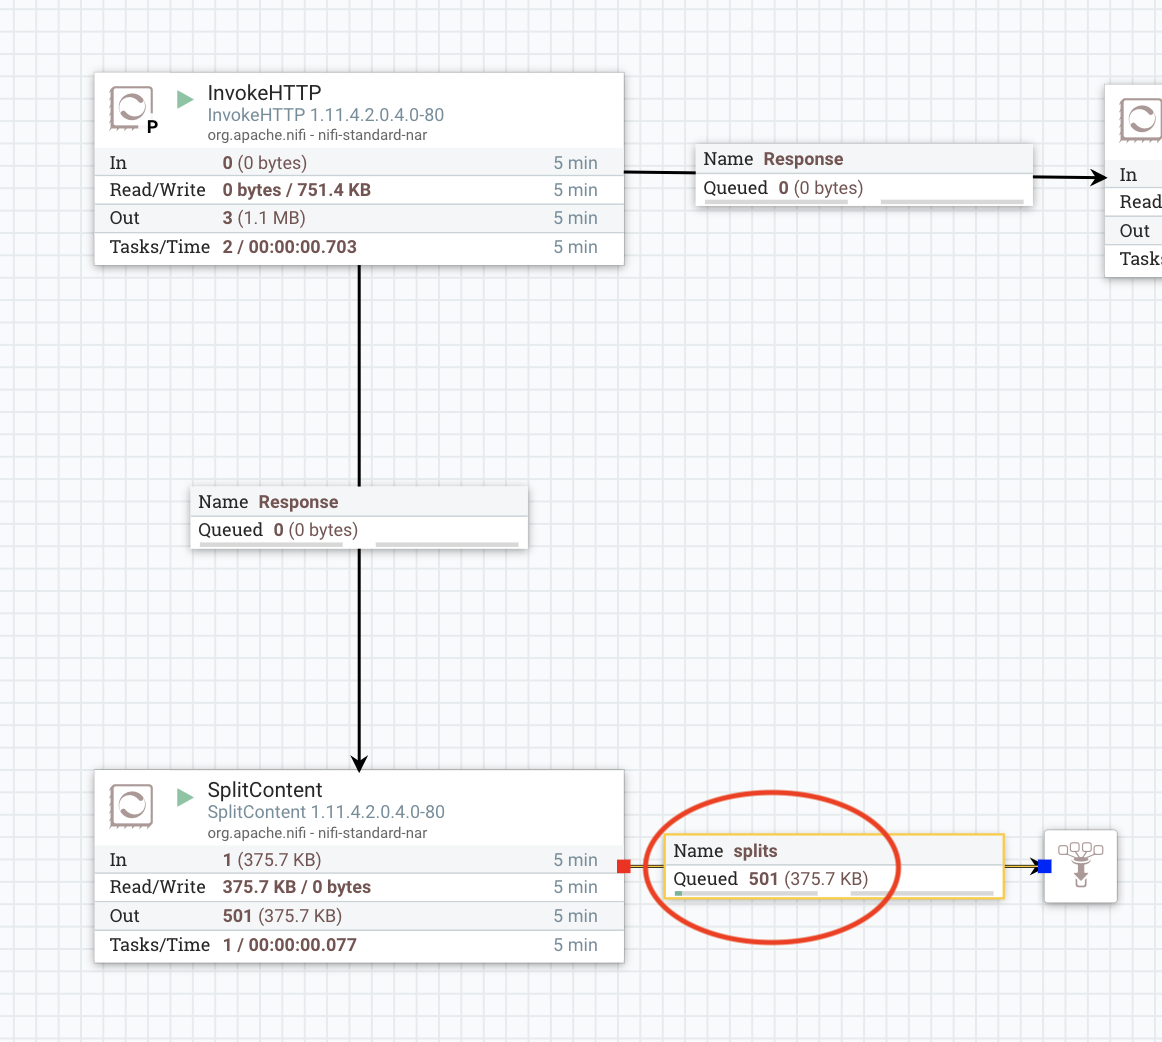 InvokeHTTP
InvokeHTTP 1.11.4.2.0.4.0-80
org.apache.nifi - nifi-standard-nar
P
In 0 (0 bytes) 5 min
Read/Write 0 bytes / 751.4 KB 5 min
Out 3 (1.1 MB) 5 min
Tasks/Time 2 / 00:00:00.703 5 min
Name Response
Queued 0 (0 bytes)
In
Read
Out
Task
Name Response
Queued 0 (0 bytes)
SplitContent
SplitContent 1.11.4.2.0.4.0-80
org.apache.nifi - nifi-standard-nar
In 1 (375.7 KB) 5 min
Read/Write 375.7 KB / 0 bytes 5 min
Out 501 (375.7 KB) 5 min
Tasks/Time 1 / 00:00:00.077 5 min
Name splits
Queued 501 (375.7 KB)